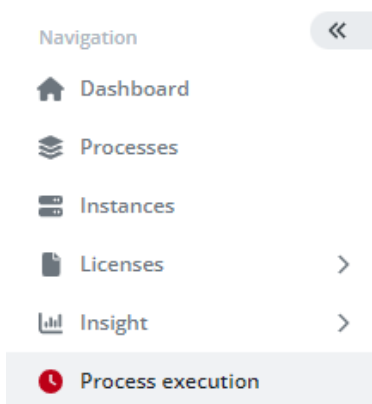 Navigation
Dashboard
Processes
Instances
Licenses
Insight
Process execution